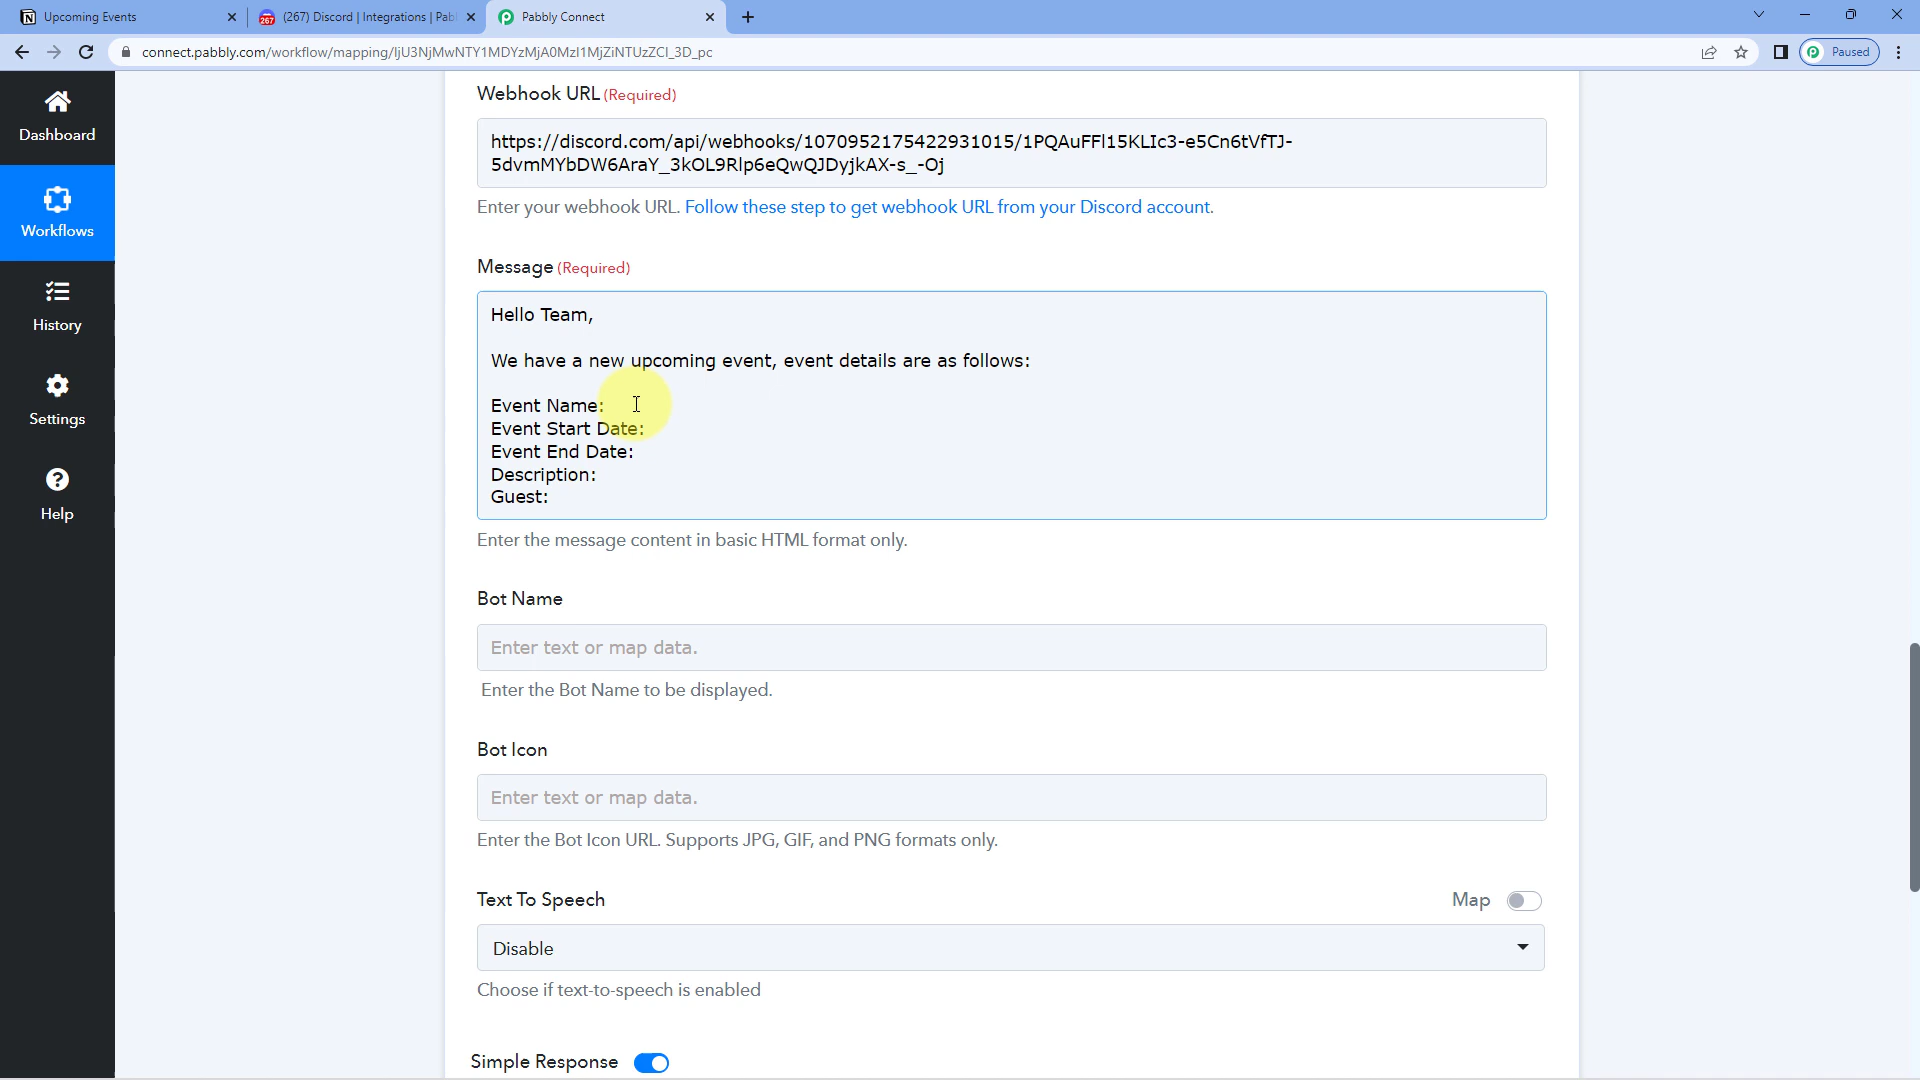 Upcoming Events
267
(267) Discord | Integrations | Pabl
Pabbly Connect
connect.pabbly.com/workflow/mapping/IjU3NjMwNTY1MDYzMjA0MzI1MjZiNTUzZCI_3D_pc
Paused
Dashboard
Workflows
History
Settings
Help
Webhook URL (Required)
https://discord.com/api/webhooks/1070952175422931015/1PQAuFFl15KLIc3-e5Cn6tVfTJ-
5dvmMYbDW6AraY_3kOL9Rlp6eQwQJDyjkAX-s_-Oj
Enter your webhook URL. Follow these step to get webhook URL from your Discord account.
Message (Required)
Hello Team,
We have a new upcoming event, event details are as follows:
Event Name:
Event Start Date:
Event End Date:
Description:
Guest:
Enter the message content in basic HTML format only.
Bot Name
Enter text or map data.
Enter the Bot Name to be displayed.
Bot Icon
Enter text or map data.
Enter the Bot Icon URL. Supports JPG, GIF, and PNG formats only.
Text To Speech
Map
Disable
Choose if text-to-speech is enabled
Simple Response